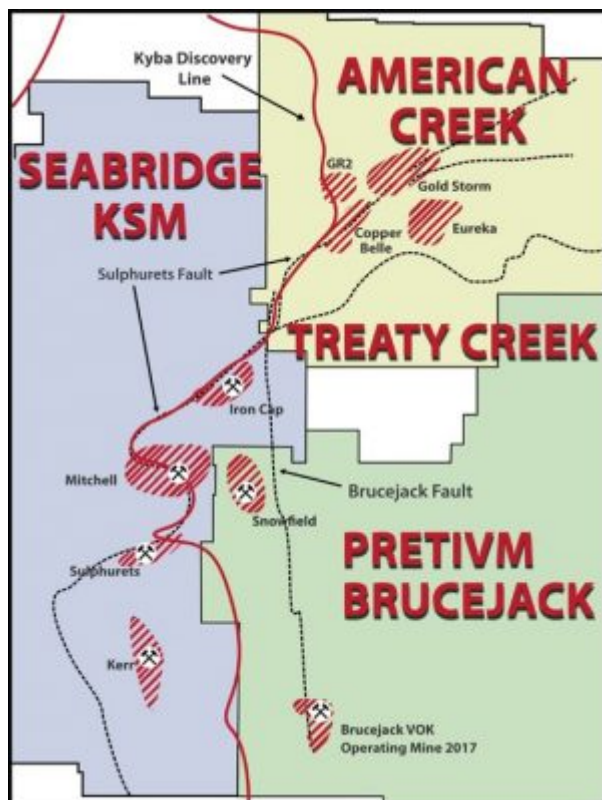 Kyba Discovery
Line
AMERICAN
CREEK
SEABRIDGE
KSM
GR2
Gold Storm
Copper
Belle
Eureka
Sulphurets Fault
TREATY CREEK
Iron Cap
Mitchell
Snowfield
Brucejack Fault
Sulphurets
PRETIVM
BRUCEJACK
Kerr
Brucejack VOK
Operating Mine 2017